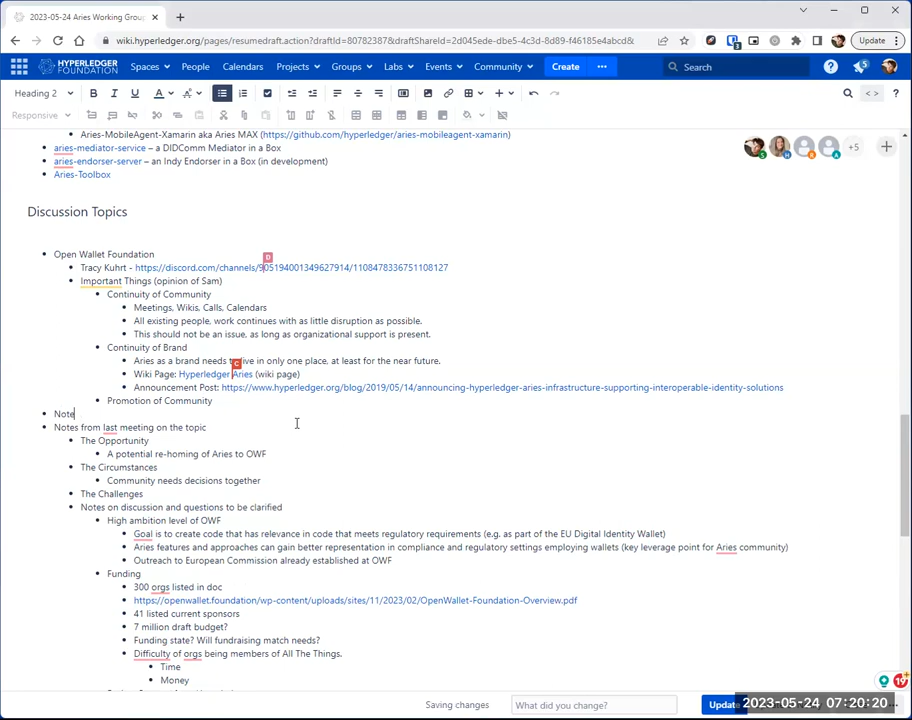 2023-05-24 Aries Working Grou
wiki.hyperledger.org/pages/resumedraft.action?draftId=80782387&draftShareId=2d045ede-dbe5-4c3d-8d89-f46185e4abcd&
Update
HYPERLEDGER FOUNDATION Spaces People Calendars Projects Groups Labs Events Community Create Search
Heading 2 B I U A
Responsive
Aries-MobileAgent-Xamarin aka Aries MAX (https://github.com/hyperledger/aries-mobileagent-xamarin)
aries-mediator-service – a DIDComm Mediator in a Box
aries-endorser-server – an Indy Endorser in a Box (in development)
Aries-Toolbox
S H R A +5
Discussion Topics
D
Open Wallet Foundation
Tracy Kuhrt - https://discord.com/channels/905194001349627914/1108478336751108127
Important Things (opinion of Sam)
Continuity of Community
Meetings, Wikis, Calls, Calendars
All existing people, work continues with as little disruption as possible.
This should not be an issue, as long as organizational support is present.
Continuity of Brand
Aries as a brand needs to live in only one place, at least for the near future.
Wiki Page: Hyperledger Aries (wiki page)
Announcement Post: https://www.hyperledger.org/blog/2019/05/14/announcing-hyperledger-aries-infrastructure-supporting-interoperable-identity-solutions
Promotion of Community
Note
Notes from last meeting on the topic
The Opportunity
A potential re-homing of Aries to OWF
The Circumstances
Community needs decisions together
The Challenges
Notes on discussion and questions to be clarified
High ambition level of OWF
Goal is to create code that has relevance in code that meets regulatory requirements (e.g. as part of the EU Digital Identity Wallet)
Aries features and approaches can gain better representation in compliance and regulatory settings employing wallets (key leverage point for Aries community)
Outreach to European Commission already established at OWF
Funding
300 orgs listed in doc
https://openwallet.foundation/wp-content/uploads/sites/11/2023/02/OpenWallet-Foundation-Overview.pdf
41 listed current sponsors
7 million draft budget?
Funding state? Will fundraising match needs?
Difficulty of orgs being members of All The Things.
Time
Money
19
Saving changes What did you change? Update 2023-05-24 07:20:20